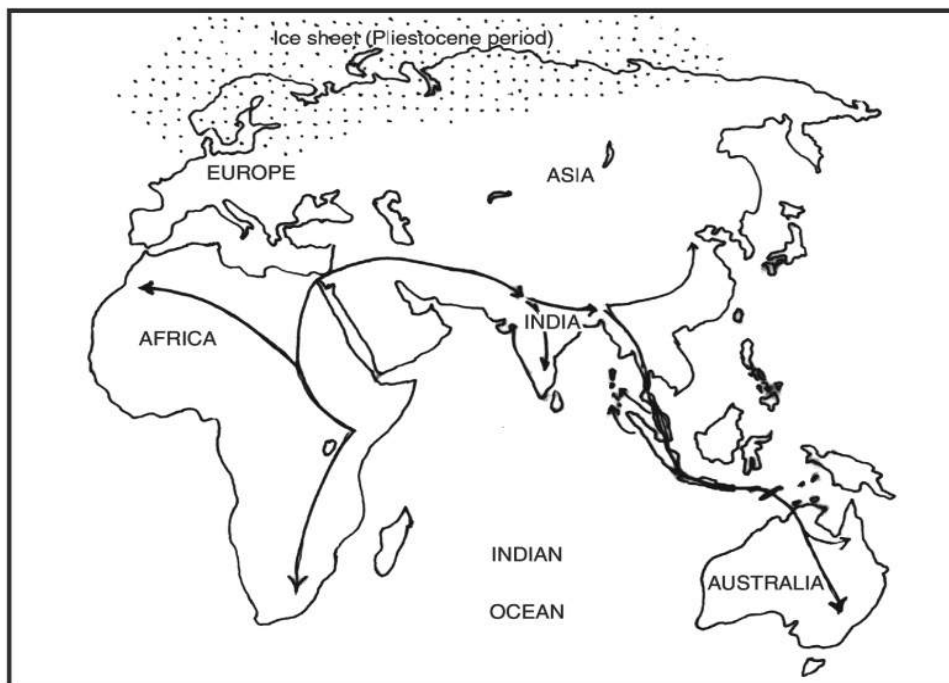 Ice sheet (Pliestocene period)
EUROPE
ASIA
AFRICA
INDIA
INDIAN
OCEAN
AUSTRALIA